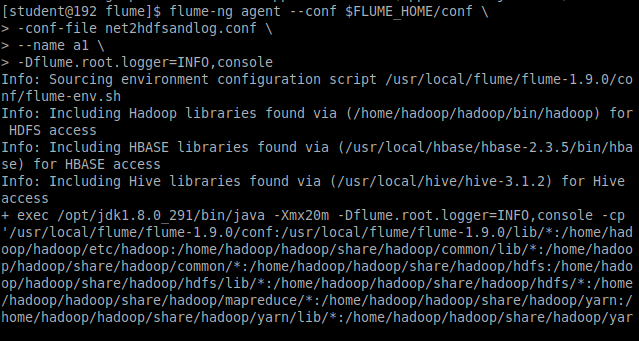 [student@192 flume]$ flume-ng agent --conf $FLUME_HOME/conf \
> -conf-file net2hdfsandlog.conf \
> --name a1 \
> -Dflume.root.logger=INFO,console
Info: Sourcing environment configuration script /usr/local/flume/flume-1.9.0/co
nf/flume-env.sh
Info: Including Hadoop libraries found via (/home/hadoop/hadoop/bin/hadoop) for
 HDFS access
Info: Including HBASE libraries found via (/usr/local/hbase/hbase-2.3.5/bin/hba
se) for HBASE access
Info: Including Hive libraries found via (/usr/local/hive/hive-3.1.2) for Hive 
access
+ exec /opt/jdk1.8.0_291/bin/java -Xmx20m -Dflume.root.logger=INFO,console -cp 
'/usr/local/flume/flume-1.9.0/conf:/usr/local/flume/flume-1.9.0/lib/*:/home/had
oop/hadoop/etc/hadoop:/home/hadoop/hadoop/share/hadoop/common/lib/*:/home/hadoo
p/hadoop/share/hadoop/common/*:/home/hadoop/hadoop/share/hadoop/hdfs:/home/hado
op/hadoop/share/hadoop/hdfs/lib/*:/home/hadoop/hadoop/share/hadoop/hdfs/*:/home
/hadoop/hadoop/share/hadoop/mapreduce/*:/home/hadoop/hadoop/share/hadoop/yarn:/
home/hadoop/hadoop/share/hadoop/yarn/lib/*:/home/hadoop/hadoop/share/hadoop/yar